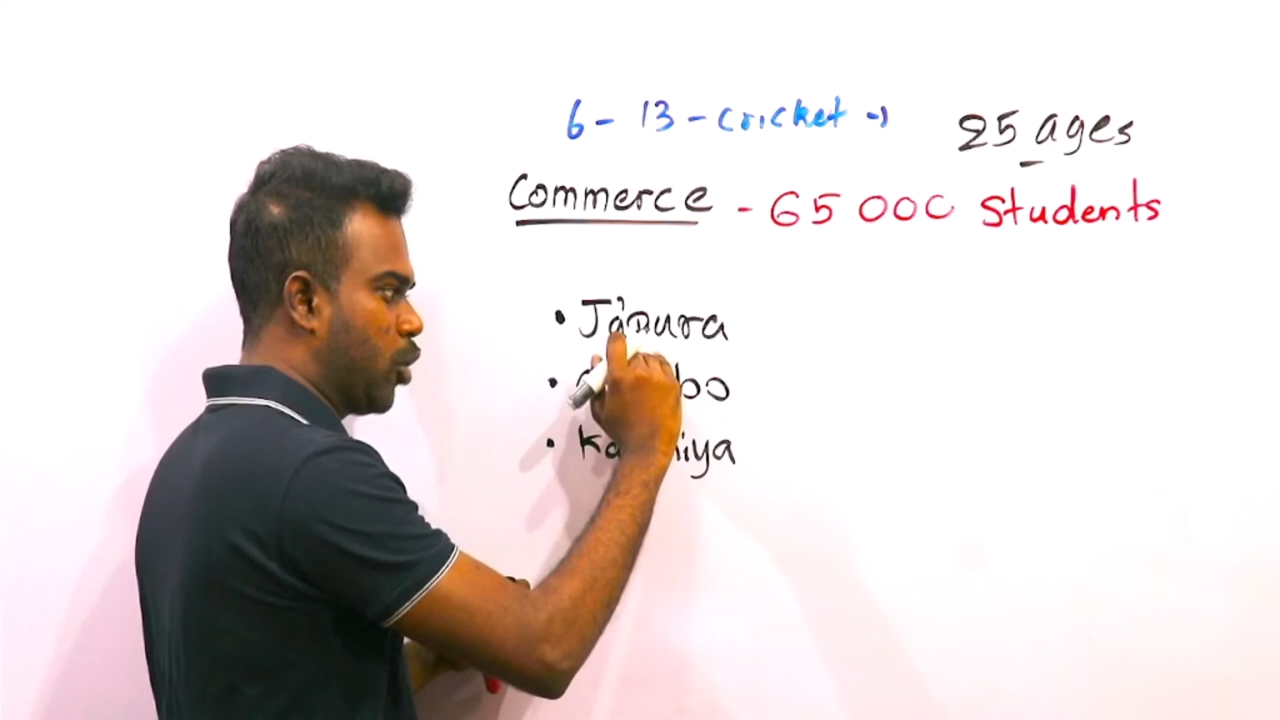 6 - 13 - cricket → 25 ages
Commerce - 65 000 Students
• Japura
•
•